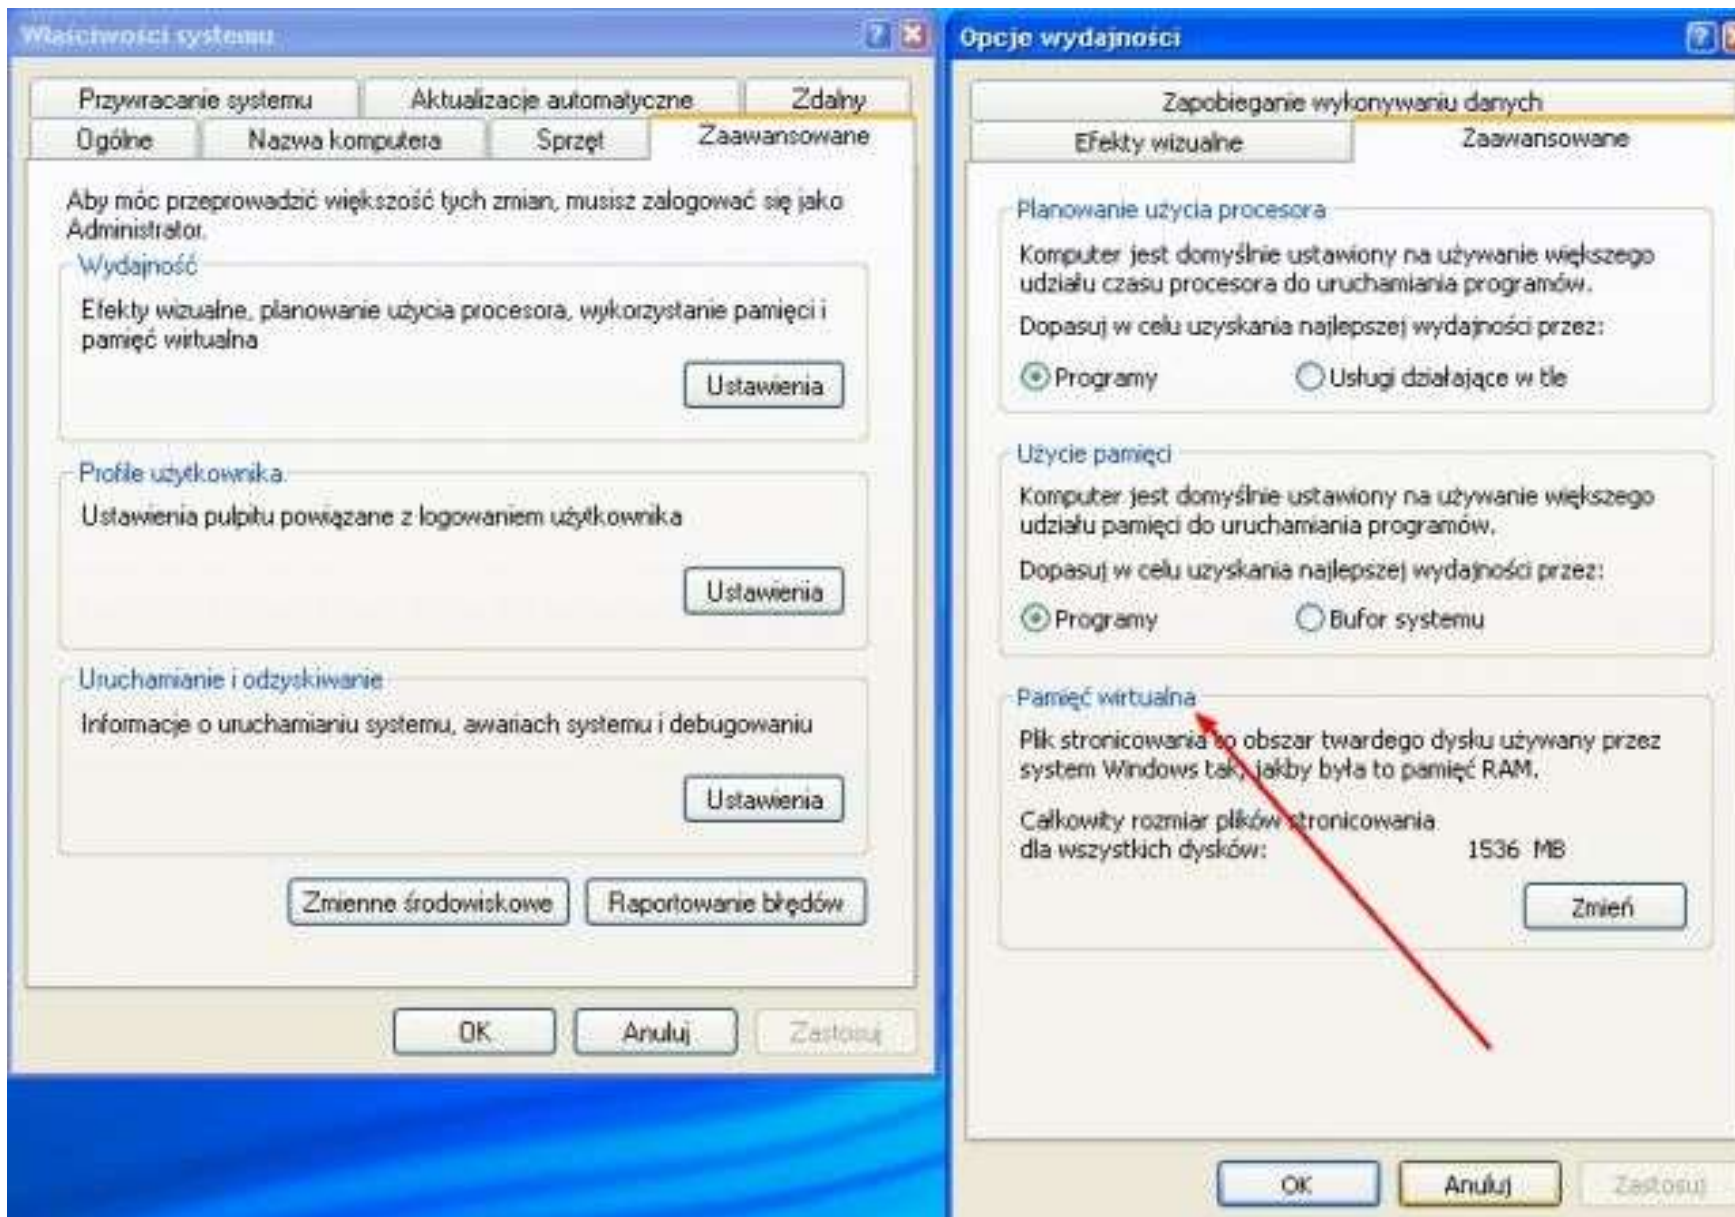 Właściwości systemu
Przywracanie systemu
Aktualizacje automatyczne
Zdalny
Ogólne
Nazwa komputera
Sprzęt
Zaawansowane
Aby móc przeprowadzić większość tych zmian, musisz zalogować się jako
Administrator.
Wydajność
Efekty wizualne, planowanie użycia procesora, wykorzystanie pamięci i
pamięć wirtualna
Ustawienia
Profile użytkownika
Ustawienia pulpitu powiązane z logowaniem użytkownika
Ustawienia
Uruchamianie i odzyskiwanie
Informacje o uruchamianiu systemu, awariach systemu i debugowaniu
Ustawienia
Zmienne środowiskowe
Raportowanie błędów
OK
Anuluj
Zastosuj
Opcje wydajności
Zapobieganie wykonywaniu danych
Efekty wizualne
Zaawansowane
Planowanie użycia procesora
Komputer jest domyślnie ustawiony na używanie większego
udziału czasu procesora do uruchamiania programów.
Dopasuj w celu uzyskania najlepszej wydajności przez:
Programy
Usługi działające w tle
Użycie pamięci
Komputer jest domyślnie ustawiony na używanie większego
udziału pamięci do uruchamiania programów.
Dopasuj w celu uzyskania najlepszej wydajności przez:
Programy
Bufor systemu
Pamięć wirtualna
Plik stronicowania to obszar twardego dysku używany przez
system Windows tak, jakby była to pamięć RAM.
Całkowity rozmiar plików stronicowania
dla wszystkich dysków: 1536 MB
Zmień
OK
Anuluj
Zastosuj